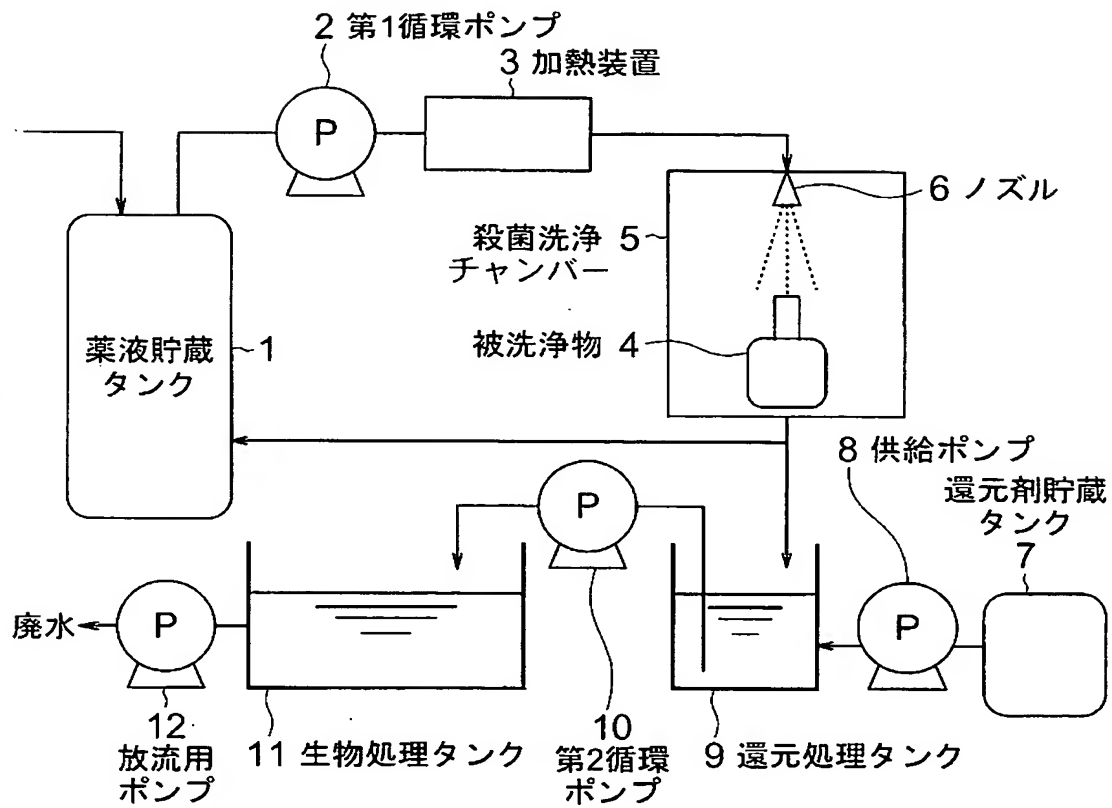 2 第1循環ポンプ
3 加熱装置
P
6 ノズル
殺菌洗浄 5
チャンバー
薬液貯蔵
タンク
1
被洗浄物 4
8 供給ポンプ
還元剤貯蔵
タンク
7
P
P
P
廃水
12
放流用
ポンプ
11 生物処理タンク
10
第2循環
ポンプ
9 還元処理タンク